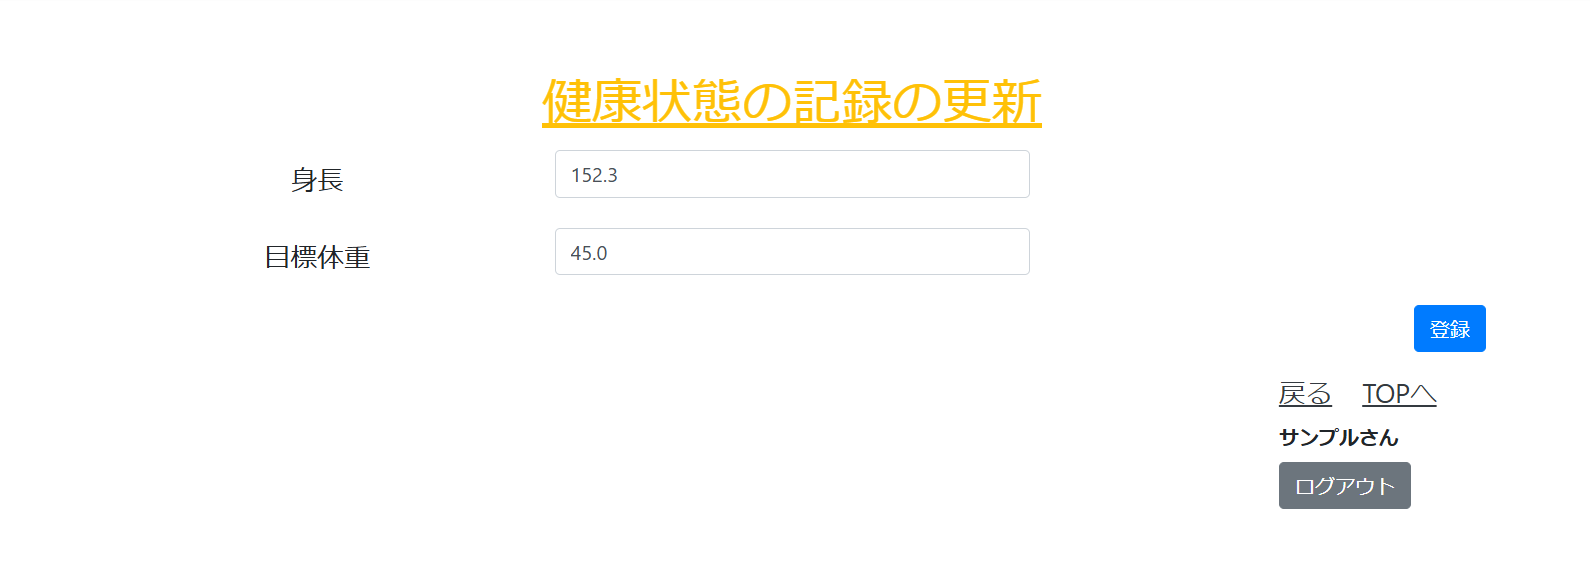 健康状態の記録の更新
身長 152.3
目標体重 45.0
登録
戻る TOPへ
サンプルさん
ログアウト